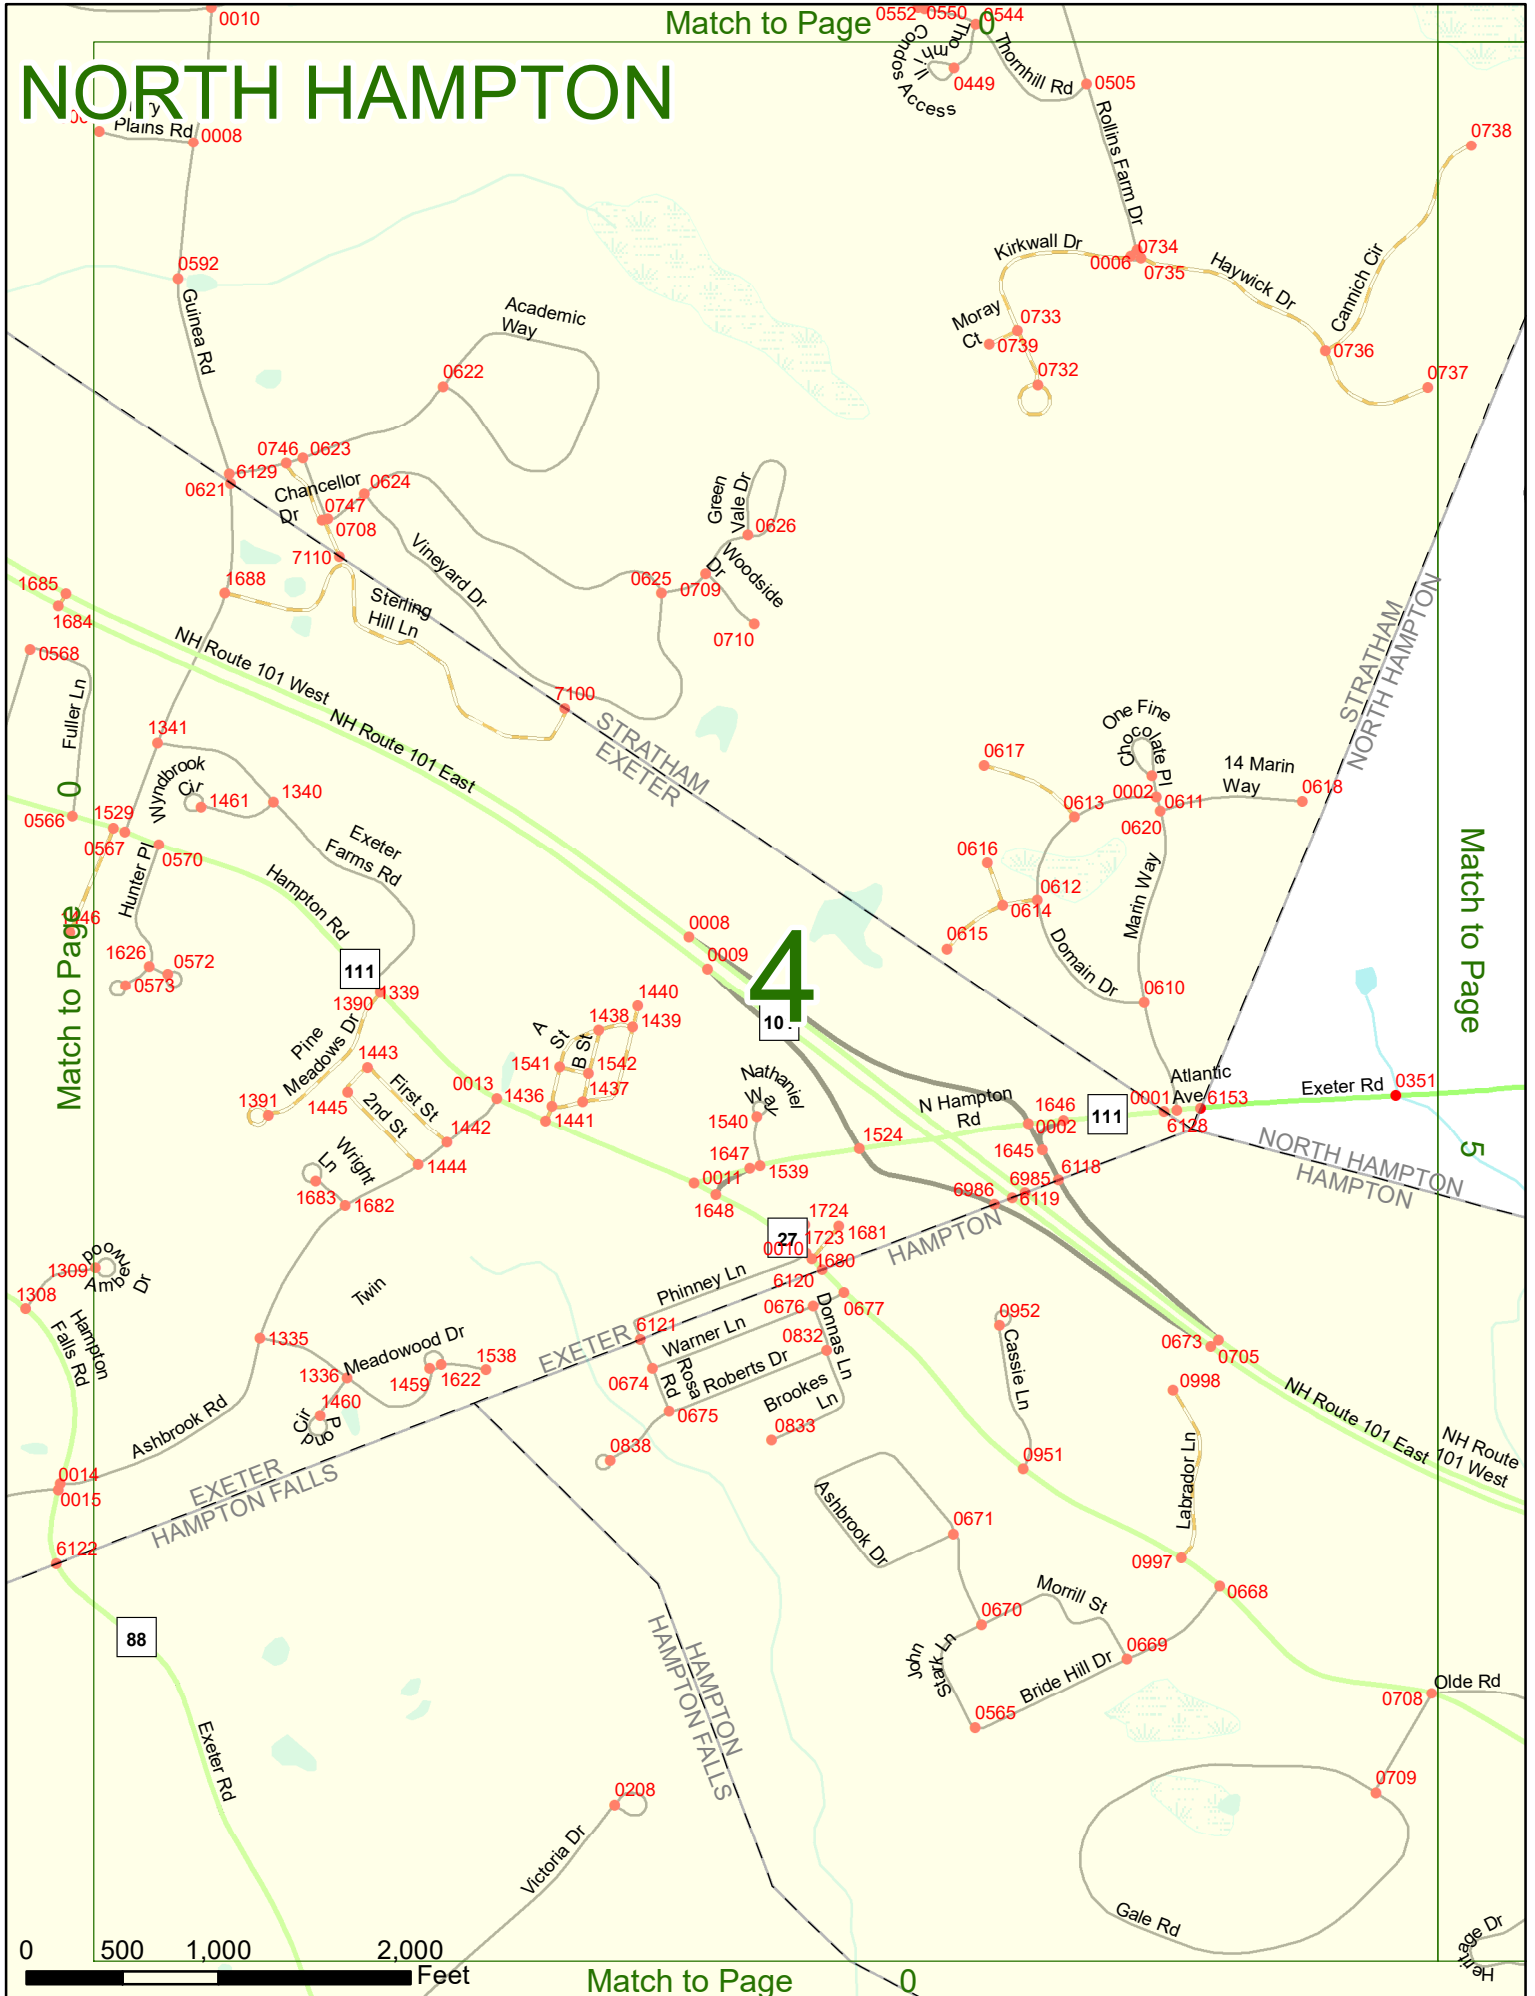 0010
Match to Page 0
0552
0550
0544
NORTH HAMPTON
Thornhill
Condos Access
0449
Thornhill Rd
0505
Plains Rd
0008
Rollins Farm Dr
0738
0592
Guinea Rd
Kirkwall Dr
0734
0006
0735
Haywick Dr
Cannich Cir
Academic
Way
Moray
Ct
0733
0739
0736
0622
0732
0737
0746
0623
6129
0621
Chancellor
Dr
0624
0747
0708
7110
Green
Vale Dr
0626
Woodside
Dr
Vineyard Dr
1685
1684
1688
0625
0709
0710
Sterling
Hill Ln
NH Route 101 West
0568
Fuller Ln
7100
NH Route 101 East
STRATHAM
EXETER
STRATHAM
NORTH HAMPTON
1341
One Fine
Chocolate Pl
0617
14 Marin
Way
Wyndbrook
Cir
0
1461
1340
0002
0611
0618
0566
1529
0567
0613
0620
0570
Exeter
Farms Rd
Hunter Pl
Hampton Rd
0616
0612
Marin Way
Match to Page
5
1446
0614
0615
Domain Dr
0008
4
1626
0572
0573
111
0009
Match to Page
1390
1339
0610
1440
101
Pine
Meadows Dr
A
St
B St
1438
1439
1443
1541
1542
Nathaniel
Way
Atlantic
Ave
0351
Exeter Rd
0013
1436
1437
1391
1445
First St
2nd St
1441
1540
N Hampton
Rd
1646
0002
111
0001
6153
6128
1442
1524
1645
NORTH HAMPTON
HAMPTON
Wright
Ln
1444
1647
1539
6118
1683
1682
0011
1648
6985
6986
6119
1724
27
1723
1681
HAMPTON
0010
1680
6120
1309
Amberwood
Dr
Phinney Ln
1308
Twin
0676
0677
Hampton
Falls Rd
6121
Warner Ln
Donnas Ln
0832
0952
Cassie Ln
0673
0705
1335
EXETER
Meadowood Dr
1538
1336
1459
1622
0674
Rosa
Rd
Roberts Dr
Brookes
Ln
0998
1460
Pond
Cir
0675
0833
NH Route 101 East
NH Route
101 West
Ashbrook Rd
0838
0951
Labrador Ln
0014
0015
EXETER
HAMPTON FALLS
Ashbrook Dr
0671
6122
0997
0668
Morrill St
0670
John
Stark Ln
88
HAMPTON
HAMPTON FALLS
0669
Bride Hill Dr
0565
0708
Olde Rd
Exeter Rd
0709
0208
Victoria Dr
Gale Rd
Heritage Dr
0 500 1,000 2,000
Feet
Match to Page 0